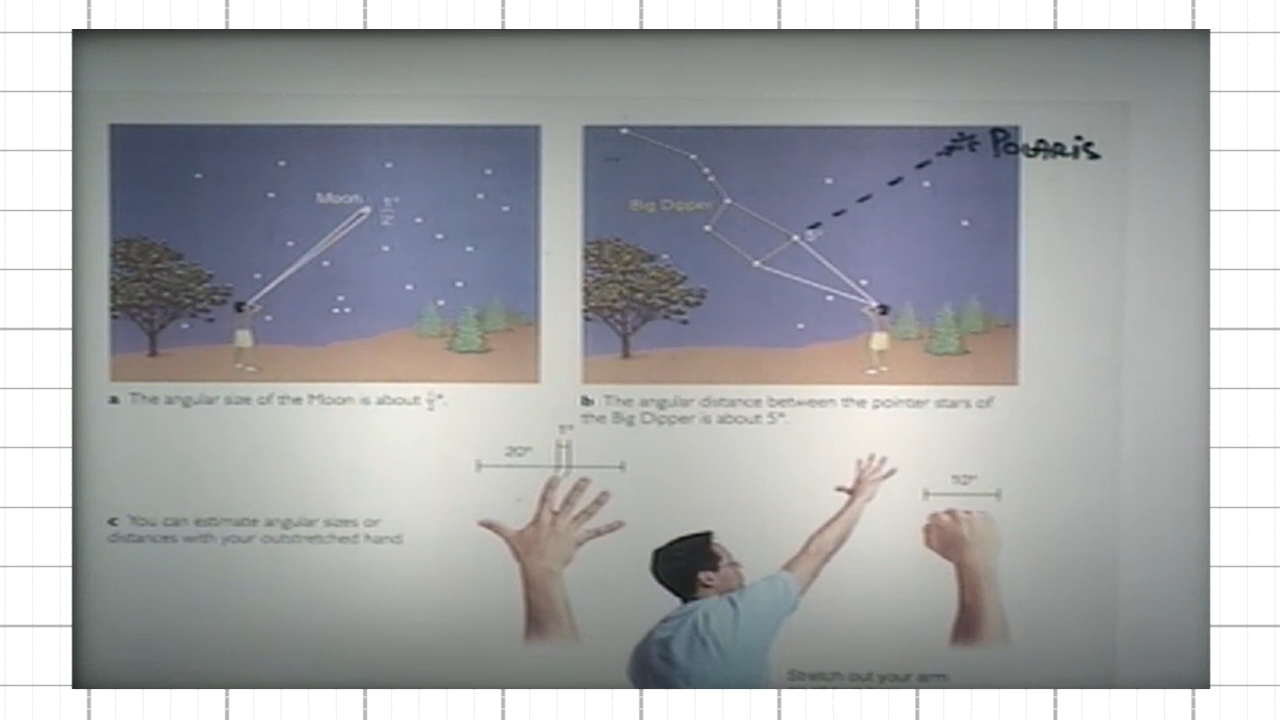 POLARIS
Moon
1/2°
Big Dipper
5°
a The angular size of the Moon is about 1/2°.
b The angular distance between the pointer stars of
the Big Dipper is about 5°.
1°
20°
10°
c You can estimate angular sizes or
distances with your outstretched hand.
Stretch out your arm